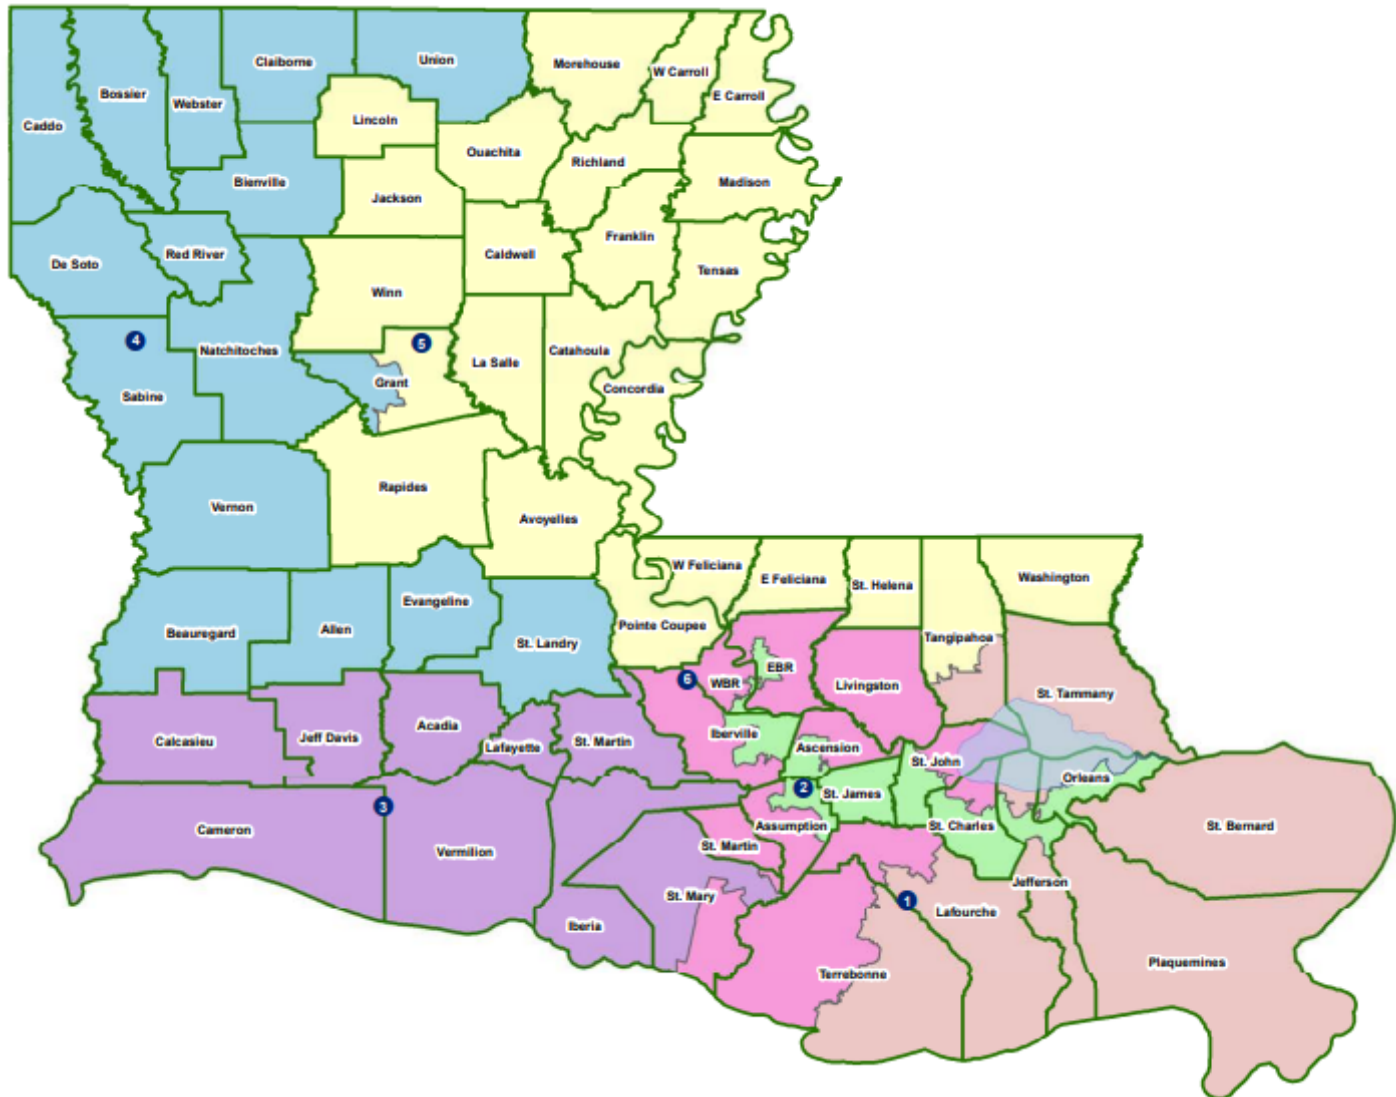 Claiborne
Union
Morehouse
W Carroll
E Carroll
Bossier
Webster
Caddo
Lincoln
Ouachita
Richland
Madison
Bienville
Jackson
Franklin
Caldwell
Tensas
De Soto
Red River
Winn
4
5
Natchitoches
La Salle
Catahoula
Grant
Concordia
Sabine
Rapides
Vernon
Avoyelles
W Feliciana
E Feliciana
St. Helena
Washington
Evangeline
Beauregard
Allen
St. Landry
Pointe Coupee
Tangipahoa
EBR
6
WBR
Livingston
St. Tammany
Calcasieu
Jeff Davis
Acadia
Lafayette
St. Martin
Iberville
Ascension
St. John
Orleans
2
St. James
3
Cameron
Vermilion
Assumption
St. Charles
St. Bernard
St. Martin
St. Mary
Jefferson
1
Lafourche
Iberia
Terrebonne
Plaquemines